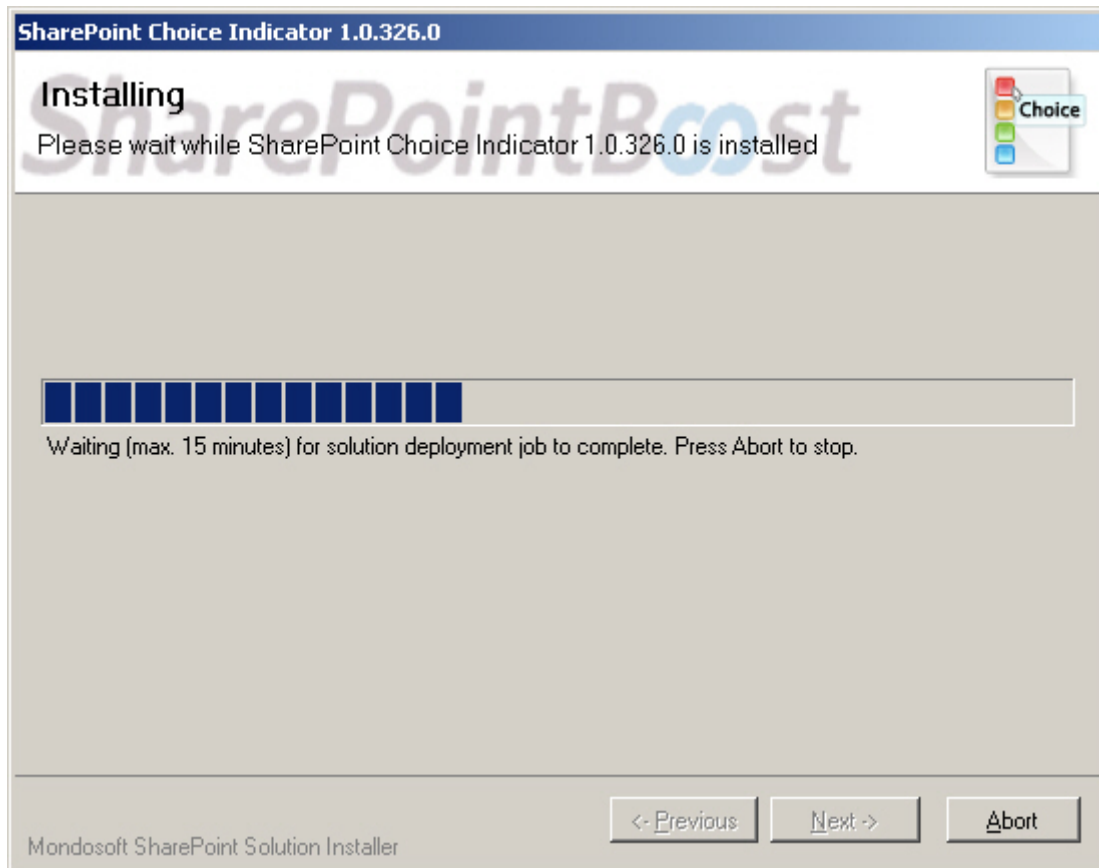 SharePoint Choice Indicator 1.0.326.0
SharePointBoost
Installing
Please wait while SharePoint Choice Indicator 1.0.326.0 is installed
Choice
Waiting (max. 15 minutes) for solution deployment job to complete. Press Abort to stop.
<- Previous
Next ->
Abort
Mondosoft SharePoint Solution Installer